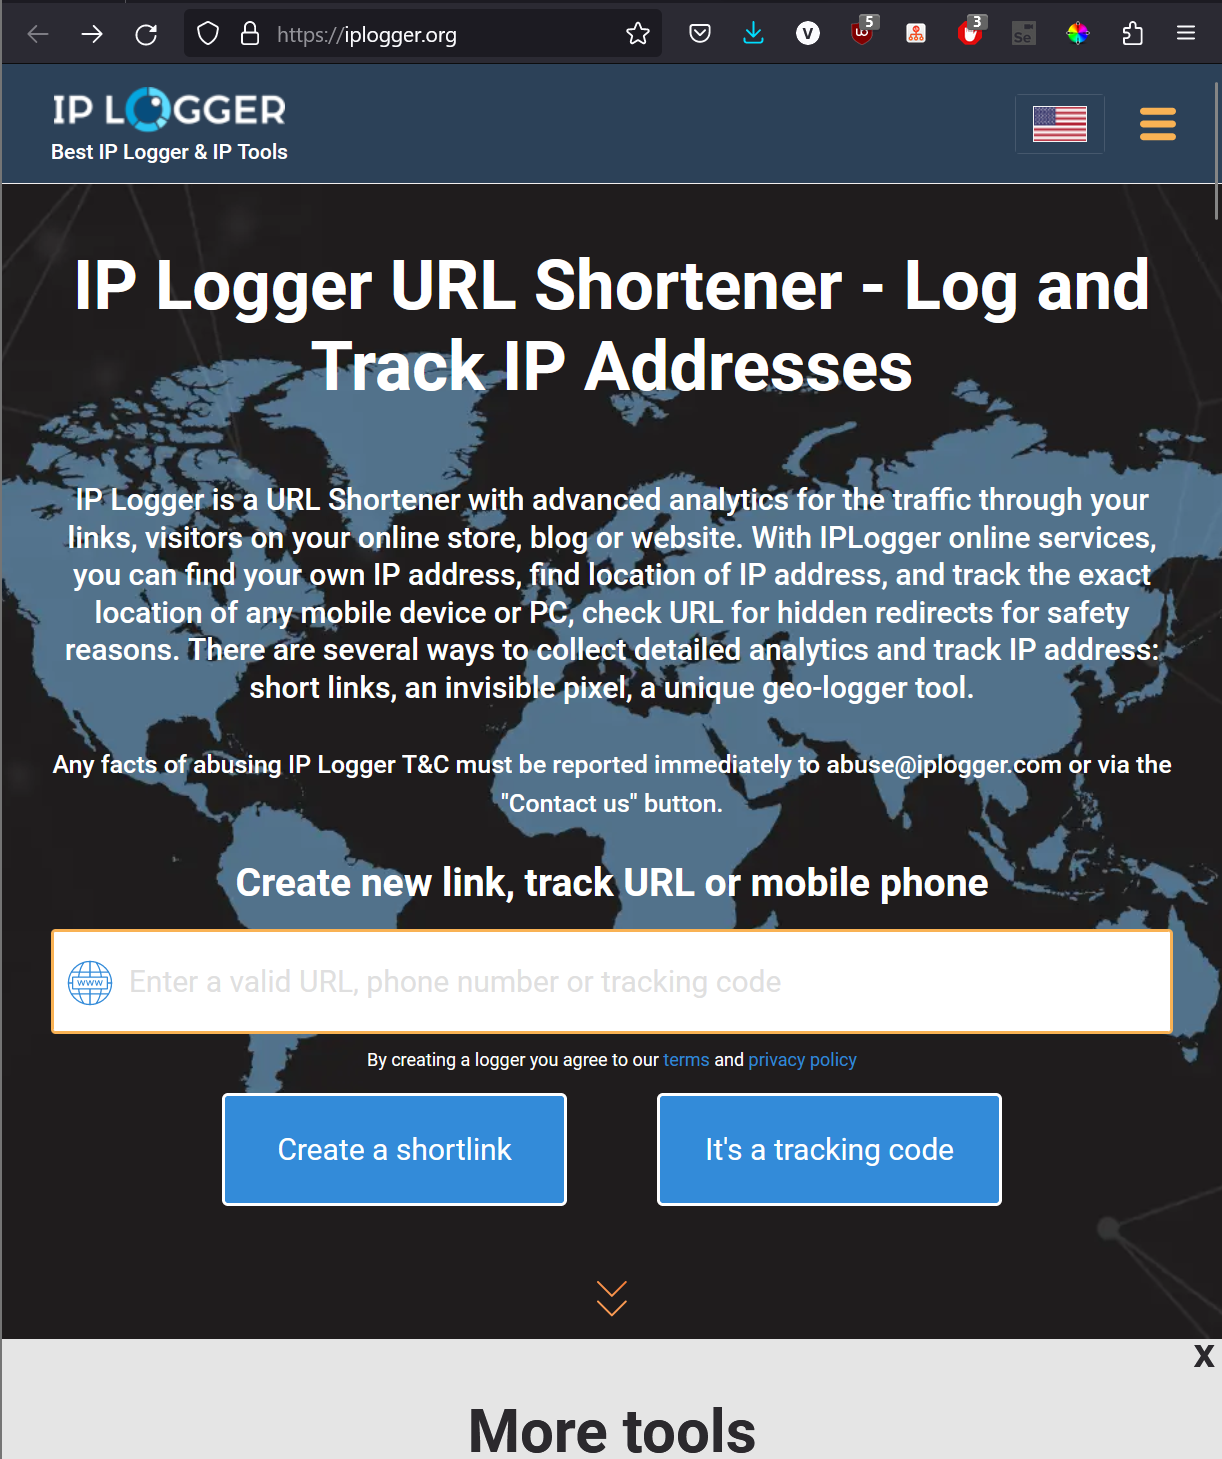 https://iplogger.org
5
3
Se
IP LOGGER
Best IP Logger & IP Tools
IP Logger URL Shortener - Log and
Track IP Addresses
IP Logger is a URL Shortener with advanced analytics for the traffic through your
links, visitors on your online store, blog or website. With IPLogger online services,
you can find your own IP address, find location of IP address, and track the exact
location of any mobile device or PC, check URL for hidden redirects for safety
reasons. There are several ways to collect detailed analytics and track IP address:
short links, an invisible pixel, a unique geo-logger tool.
Any facts of abusing IP Logger T&C must be reported immediately to abuse@iplogger.com or via the
"Contact us" button.
Create new link, track URL or mobile phone
www
Enter a valid URL, phone number or tracking code
By creating a logger you agree to our terms and privacy policy
Create a shortlink
It's a tracking code
X
More tools